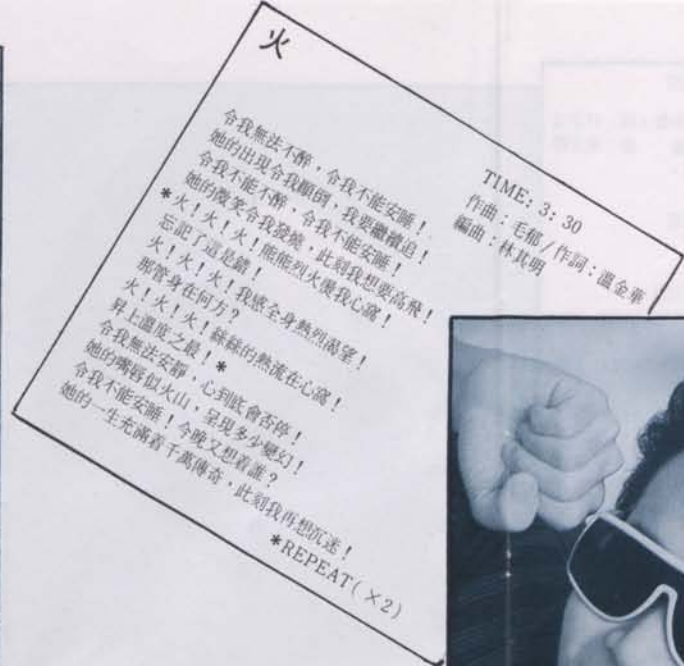 火
TIME: 3: 30
作曲：毛郁／作詞：溫金華
編曲：林其明
令我無法不醉，令我不能安睡！
她的出現令我顚倒，我要繼續追！
令我不能不醉，令我不能安睡！
她的微笑令我發燒，此刻我想要高飛！
*火！火！火！能能烈火燙我心窩！
忘記了這是錯！
火！火！火！我感全身熱烈渴望！
那管身在何方？
火！火！火！絲絲的熱流在心窩！
昇上溫度之最！*
令我無法安靜，心到底會否停！
她的嘴唇似火山，呈現多少變幻！
令我不能安睡！今晚又想着誰？
她的一生充滿着千萬傳奇，此刻我再想沉迷！
*REPEAT(×2)